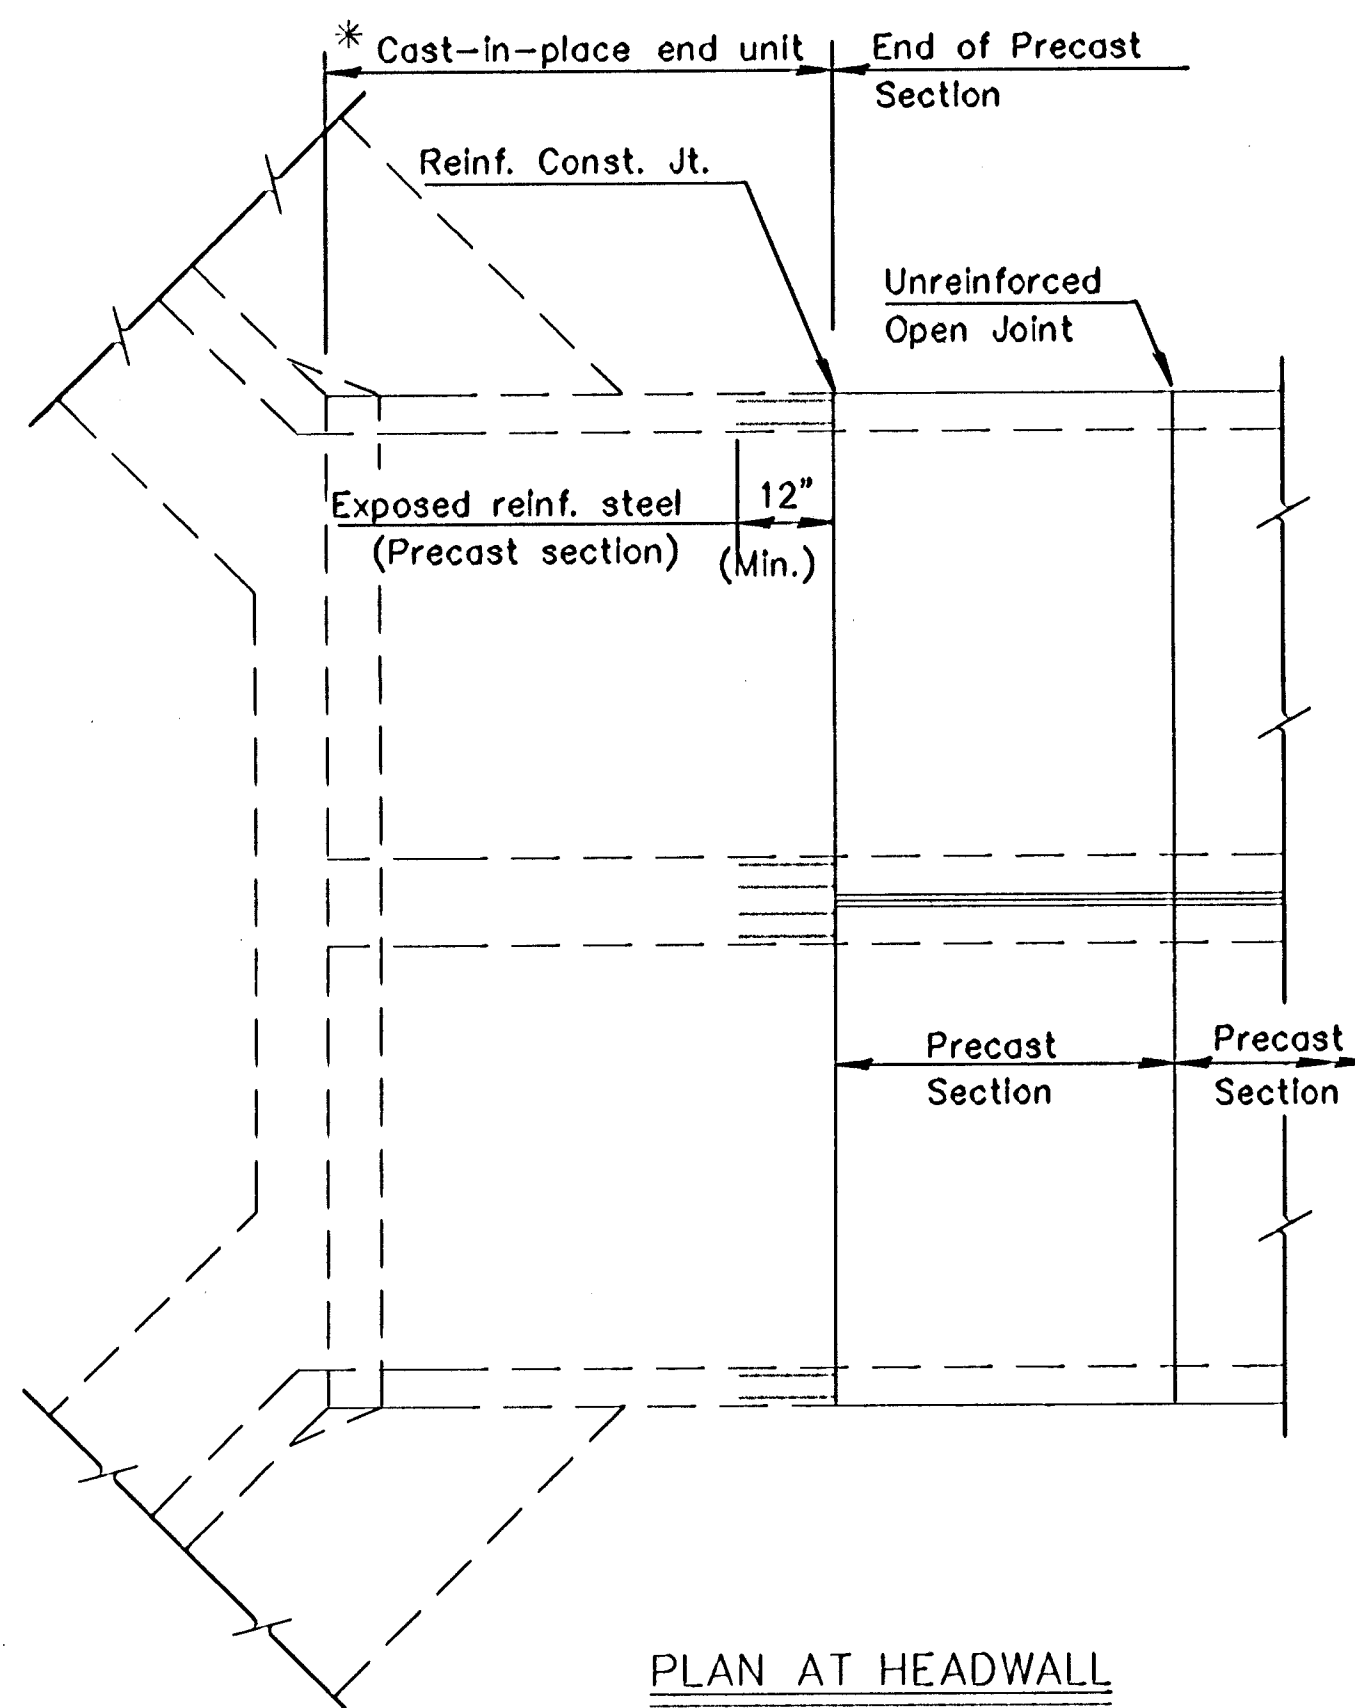 * Cast-in-place end unit
End of Precast
Section
Reinf. Const. Jt.
Unreinforced
Open Joint
Exposed reinf. steel
(Precast section)
12"
(Min.)
Precast
Section
Precast
Section
PLAN AT HEADWALL